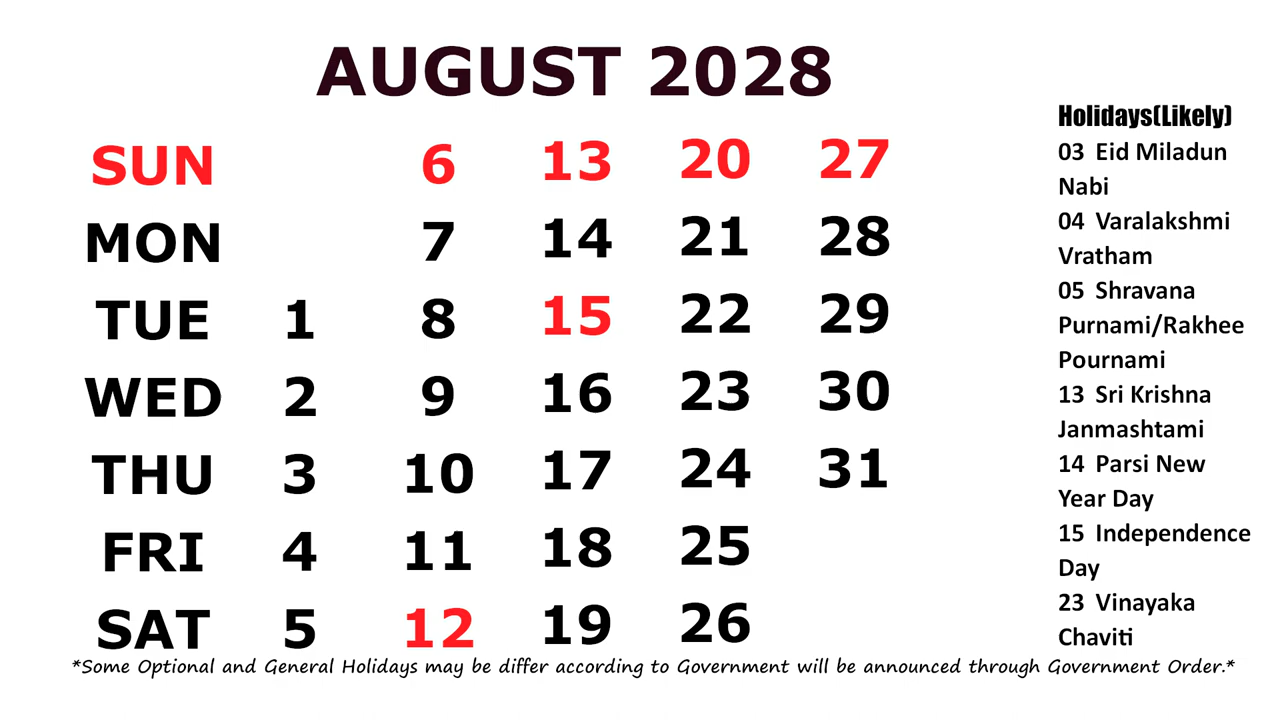 AUGUST 2028
SUN 6 13 20 27
MON 7 14 21 28
TUE 1 8 15 22 29
WED 2 9 16 23 30
THU 3 10 17 24 31
FRI 4 11 18 25
SAT 5 12 19 26
Holidays(Likely)
03 Eid Miladun
Nabi
04 Varalakshmi
Vratham
05 Shravana
Purnami/Rakhee
Pournami
13 Sri Krishna
Janmashtami
14 Parsi New
Year Day
15 Independence
Day
23 Vinayaka
Chaviti
*Some Optional and General Holidays may be differ according to Government will be announced through Government Order.*